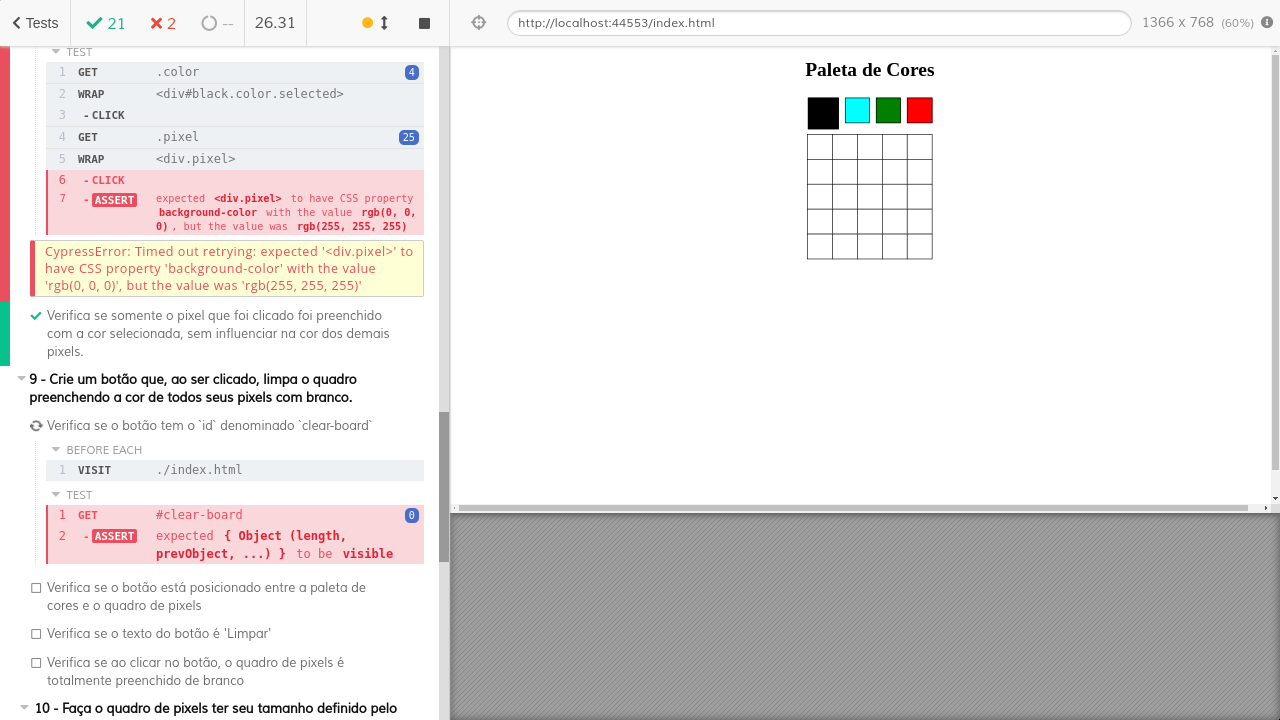 Tests 21 2 -- 26.31 http://localhost:44553/index.html 1366 x 768 (60%)
TEST
1 GET .color 4
2 WRAP <div#black.color.selected>
3 - CLICK
4 GET .pixel 25
5 WRAP <div.pixel>
6 - CLICK
7 - ASSERT expected <div.pixel> to have CSS property
background-color with the value rgb(0, 0,
0) , but the value was rgb(255, 255, 255)
CypressError: Timed out retrying: expected '<div.pixel>' to
have CSS property 'background-color' with the value
'rgb(0, 0, 0)', but the value was 'rgb(255, 255, 255)'
Verifica se somente o pixel que foi clicado foi preenchido
com a cor selecionada, sem influenciar na cor dos demais
pixels.
9 - Crie um botão que, ao ser clicado, limpa o quadro
preenchendo a cor de todos seus pixels com branco.
Verifica se o botão tem o `id` denominado `clear-board`
BEFORE EACH
1 VISIT ./index.html
TEST
1 GET #clear-board 0
2 - ASSERT expected { Object (length,
prevObject, ...) } to be visible
Verifica se o botão está posicionado entre a paleta de
cores e o quadro de pixels
Verifica se o texto do botão é 'Limpar'
Verifica se ao clicar no botão, o quadro de pixels é
totalmente preenchido de branco
10 - Faça o quadro de pixels ter seu tamanho definido pelo
Paleta de Cores